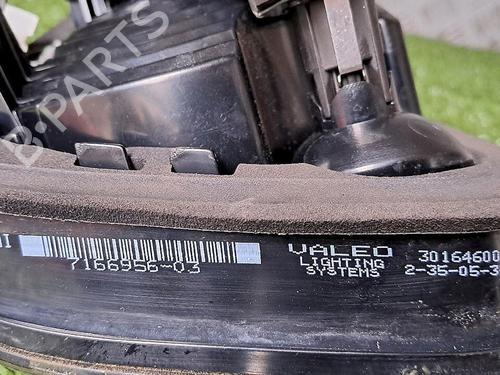 B-PARTS
7166956-03
VALEO
LIGHTING
SYSTEMS
30164600
2-35-05-3